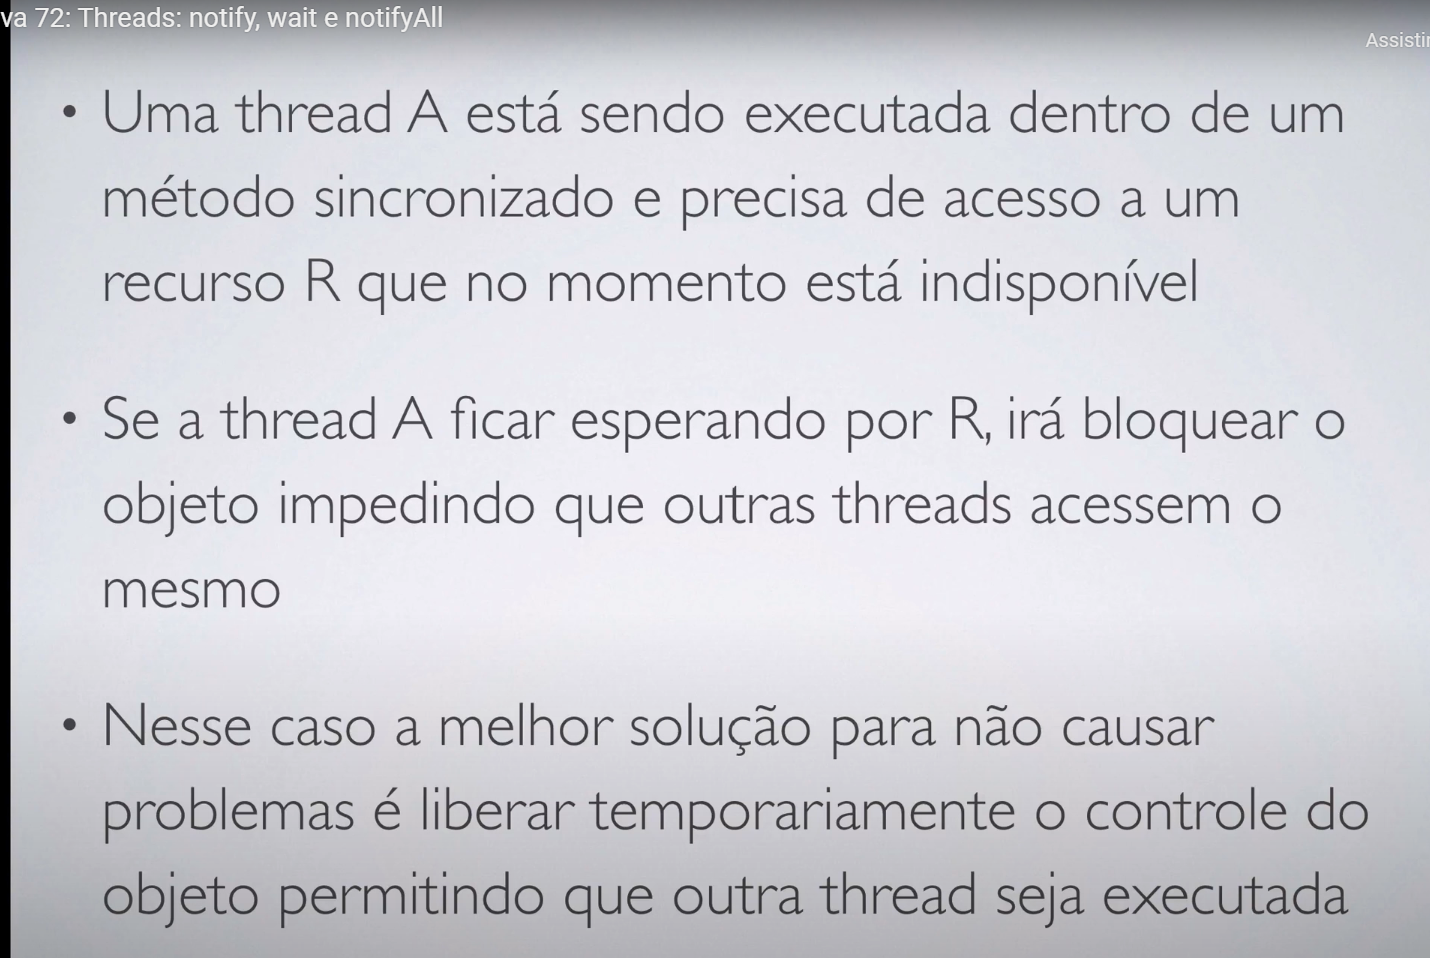 va 72: Threads: notify, wait e notifyAll
Assistir
• Uma thread A está sendo executada dentro de um
método sincronizado e precisa de acesso a um
recurso R que no momento está indisponível
• Se a thread A ficar esperando por R, irá bloquear o
objeto impedindo que outras threads acessem o
mesmo
• Nesse caso a melhor solução para não causar
problemas é liberar temporariamente o controle do
objeto permitindo que outra thread seja executada